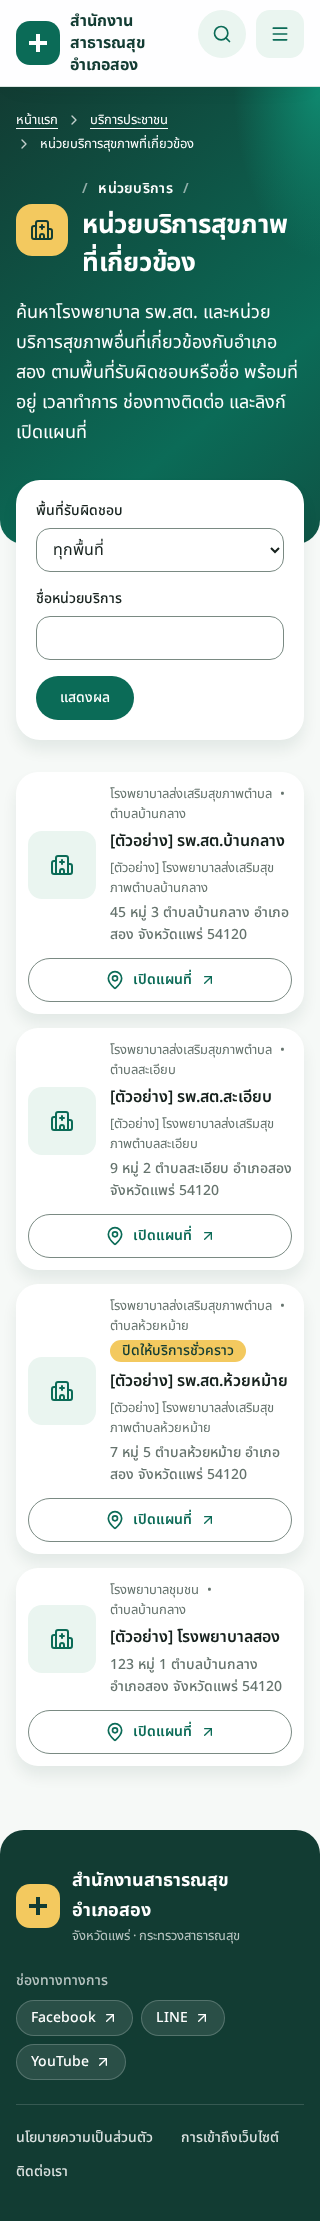 สำนักงาน
สาธารณสุข
อำเภอสอง
หน้าแรก
บริการประชาชน
หน่วยบริการสุขภาพที่เกี่ยวข้อง
/ หน่วยบริการ /
หน่วยบริการสุขภาพ
ที่เกี่ยวข้อง
ค้นหาโรงพยาบาล รพ.สต. และหน่วย
บริการสุขภาพอื่นที่เกี่ยวข้องกับอำเภอ
สอง ตามพื้นที่รับผิดชอบหรือชื่อ พร้อมที่
อยู่ เวลาทำการ ช่องทางติดต่อ และลิงก์
เปิดแผนที่
พื้นที่รับผิดชอบ
ทุกพื้นที่
ชื่อหน่วยบริการ
แสดงผล
โรงพยาบาลส่งเสริมสุขภาพตำบล •
ตำบลบ้านกลาง
[ตัวอย่าง] รพ.สต.บ้านกลาง
[ตัวอย่าง] โรงพยาบาลส่งเสริมสุข
ภาพตำบลบ้านกลาง
45 หมู่ 3 ตำบลบ้านกลาง อำเภอ
สอง จังหวัดแพร่ 54120
เปิดแผนที่
โรงพยาบาลส่งเสริมสุขภาพตำบล •
ตำบลสะเอียบ
[ตัวอย่าง] รพ.สต.สะเอียบ
[ตัวอย่าง] โรงพยาบาลส่งเสริมสุข
ภาพตำบลสะเอียบ
9 หมู่ 2 ตำบลสะเอียบ อำเภอสอง
จังหวัดแพร่ 54120
เปิดแผนที่
โรงพยาบาลส่งเสริมสุขภาพตำบล •
ตำบลห้วยหม้าย
ปิดให้บริการชั่วคราว
[ตัวอย่าง] รพ.สต.ห้วยหม้าย
[ตัวอย่าง] โรงพยาบาลส่งเสริมสุข
ภาพตำบลห้วยหม้าย
7 หมู่ 5 ตำบลห้วยหม้าย อำเภอ
สอง จังหวัดแพร่ 54120
เปิดแผนที่
โรงพยาบาลชุมชน •
ตำบลบ้านกลาง
[ตัวอย่าง] โรงพยาบาลสอง
123 หมู่ 1 ตำบลบ้านกลาง
อำเภอสอง จังหวัดแพร่ 54120
เปิดแผนที่
สำนักงานสาธารณสุข
อำเภอสอง
จังหวัดแพร่ · กระทรวงสาธารณสุข
ช่องทางทางการ
Facebook
LINE
YouTube
นโยบายความเป็นส่วนตัว
การเข้าถึงเว็บไซต์
ติดต่อเรา